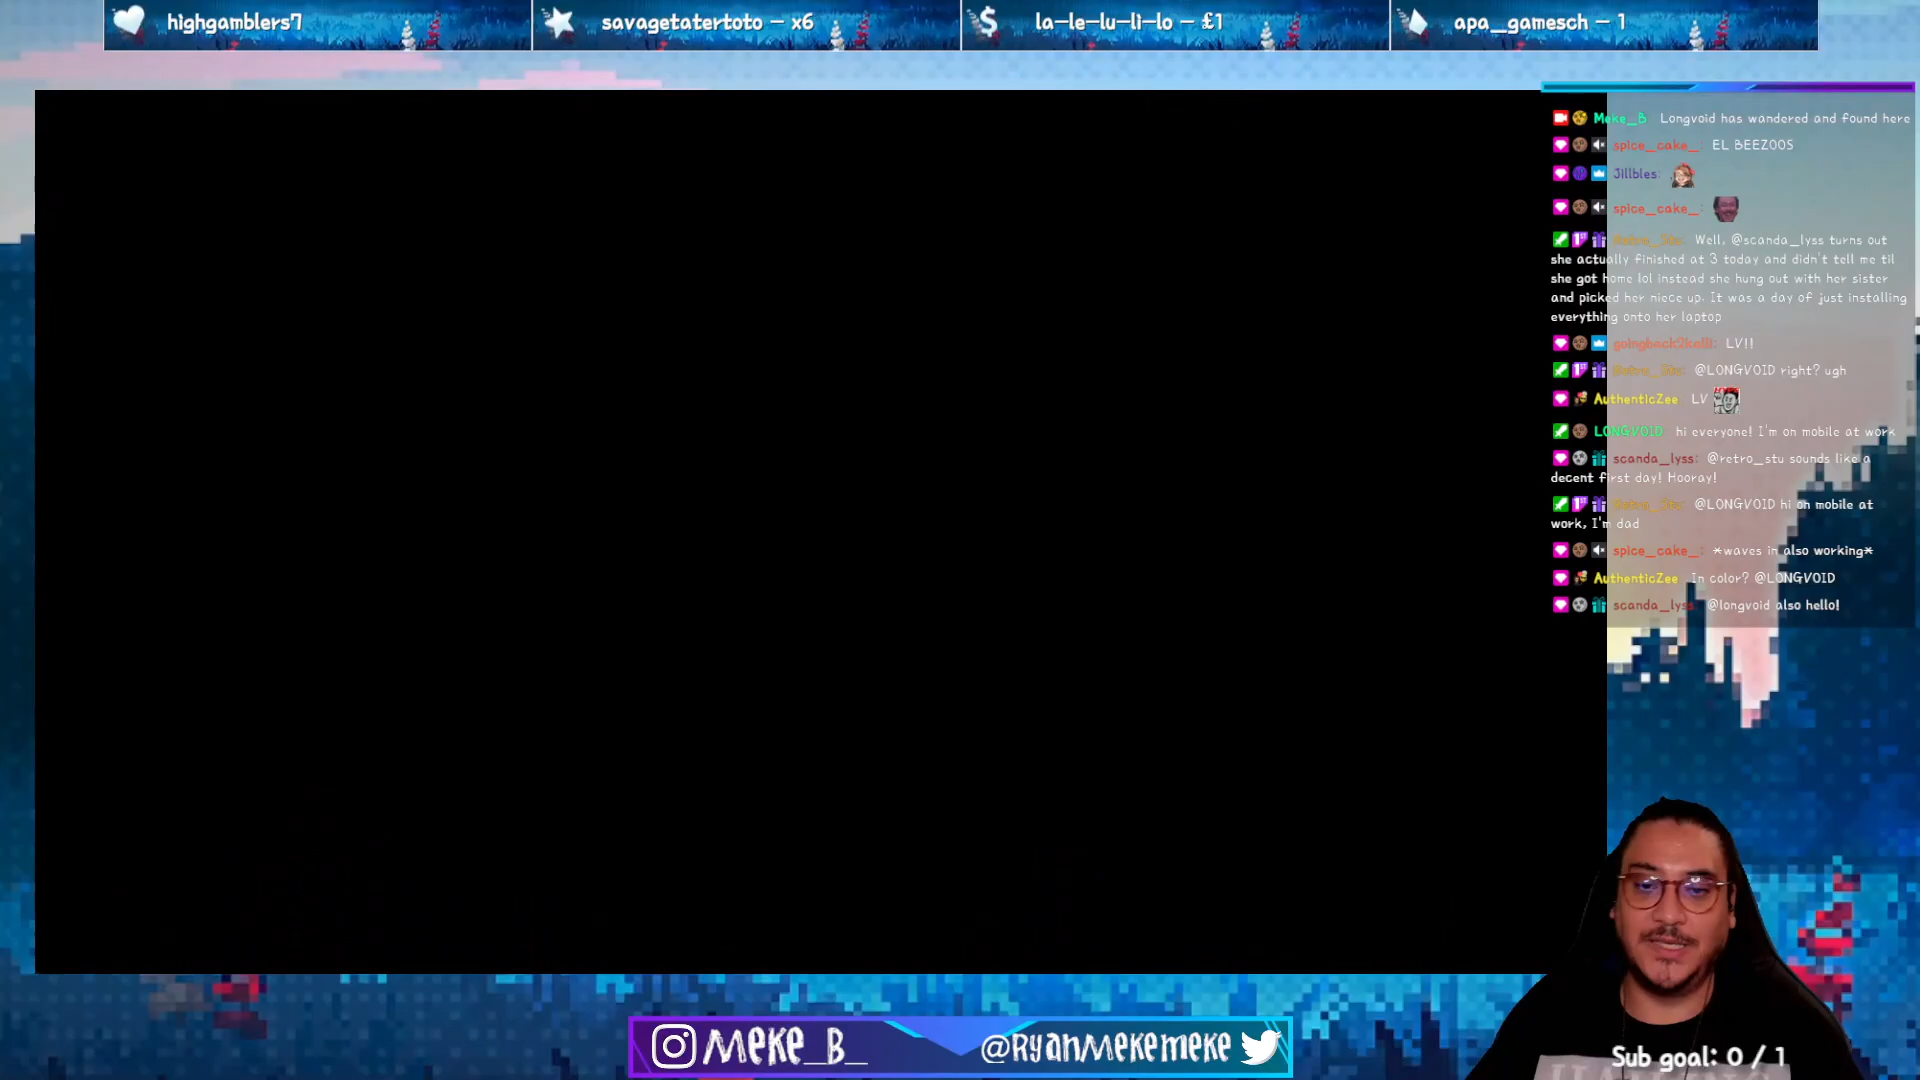 highgamblers7
savagetatertoto – x6
la-le-lu-li-lo – £1
apa_gamesch – 1
Meke_B Longvoid has wandered and found here
spice_cake_: EL BEEZOOS
Jillbles:
spice_cake_:
Retro_Stu: Well, @scanda_lyss turns out
she actually finished at 3 today and didn't tell me til
she got home lol instead she hung out with her sister
and picked her niece up. It was a day of just installing
everything onto her laptop
LV!!
Retro_Stu: @LONGVOID right? ugh
AuthenticZee LV
LONGVOID hi everyone! I'm on mobile at work
scanda_lyss: @retro_stu sounds like a
decent first day! Hooray!
Retro_Stu: @LONGVOID hi on mobile at
work, I'm dad
spice_cake_: *waves in also working*
AuthenticZee In color? @LONGVOID
scanda_lyss @longvoid also hello!
Meke_B_
@RyanMekeMeke
Sub goal: 0 / 1